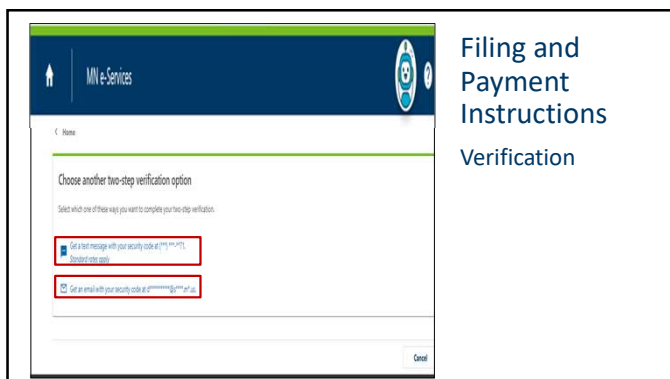 MN e-Services
?
< Home
Choose another two-step verification option
Select which one of these ways you want to complete your two-step verification.
Get a text message with your security code at (***) ***-**71.
Standard rates apply
Get an email with your security code at d**********@s****.m*.us.
Cancel
Filing and
Payment
Instructions
Verification